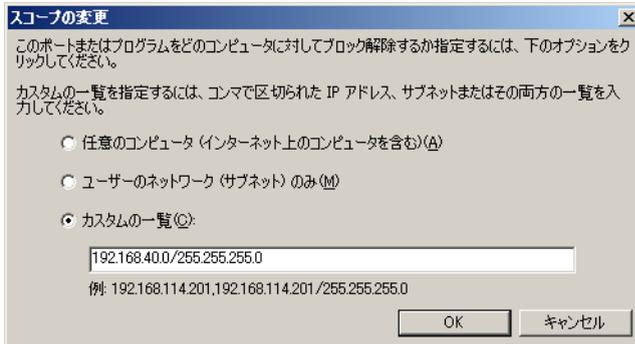 スコープの変更
このポートまたはプログラムをどのコンピュータに対してブロック解除するか指定するには、下のオプションをク
リックしてください。
カスタムの一覧を指定するには、コンマで区切られた IP アドレス、サブネットまたはその両方の一覧を入
力してください。
任意のコンピュータ (インターネット上のコンピュータを含む)(A)
ユーザーのネットワーク (サブネット) のみ(M)
カスタムの一覧(C):
192.168.40.0/255.255.255.0
例: 192.168.114.201,192.168.114.201/255.255.255.0
OK キャンセル